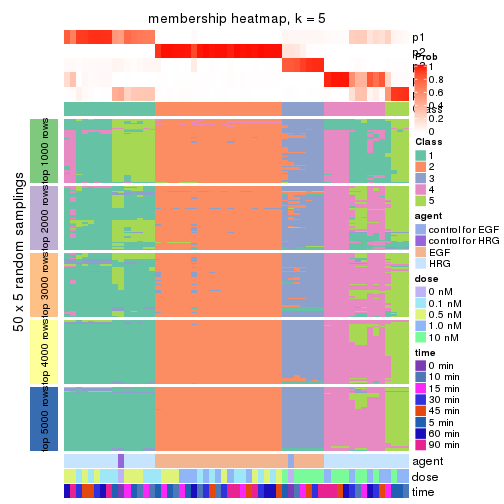 membership heatmap, k = 5
p1
p2
Prob
1
0.8
0.6
0.4
0.2
0
Class
1
2
3
4
5
agent
control for EGF
control for HRG
EGF
HRG
dose
0 nM
0.1 nM
0.5 nM
1.0 nM
10 nM
time
0 min
10 min
15 min
30 min
45 min
5 min
60 min
90 min
50 x 5 random samplings
top 1000 rows
top 2000 rows
top 3000 rows
top 4000 rows
top 5000 rows
agent
dose
time